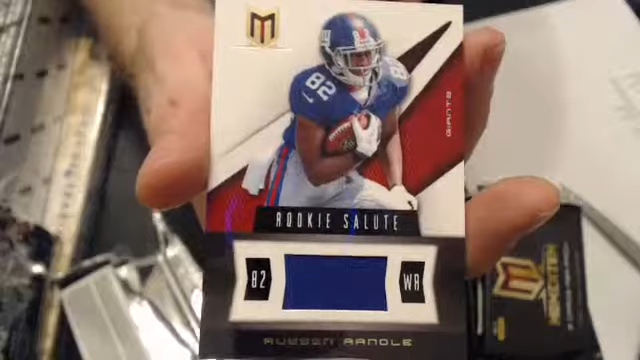 M
82
GIANTS
ROOKIE SALUTE
82
WR
RUEBEN RANDLE